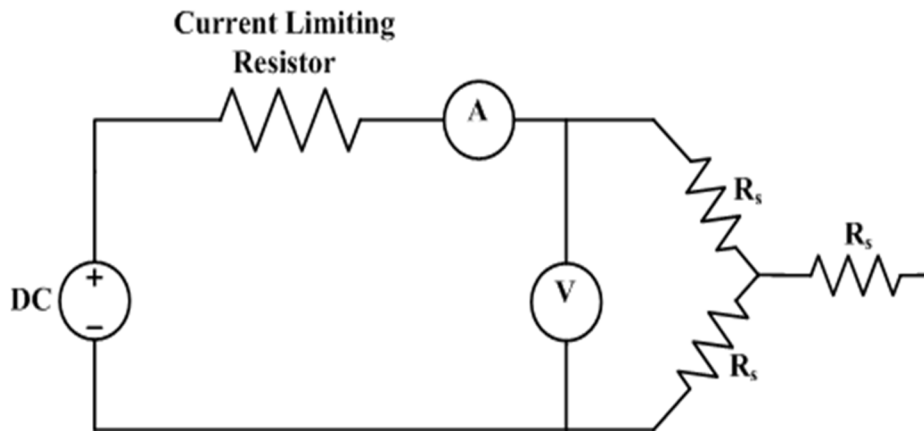 Current Limiting
Resistor
A
Rs
Rs
DC
+
−
V
Rs